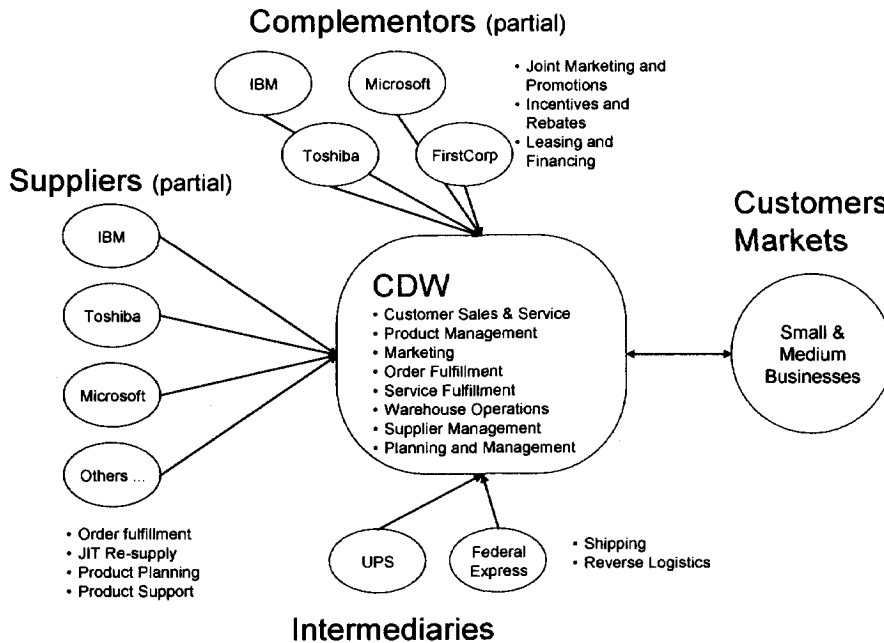 Complementors (partial)
IBM
Microsoft
Toshiba
FirstCorp
• Joint Marketing and
Promotions
• Incentives and
Rebates
• Leasing and
Financing
Suppliers (partial)
IBM
Toshiba
Microsoft
Others ...
• Order fulfillment
• JIT Re-supply
• Product Planning
• Product Support
CDW
• Customer Sales & Service
• Product Management
• Marketing
• Order Fulfillment
• Service Fulfillment
• Warehouse Operations
• Supplier Management
• Planning and Management
Customers
Markets
Small &
Medium
Businesses
UPS
Federal
Express
• Shipping
• Reverse Logistics
Intermediaries